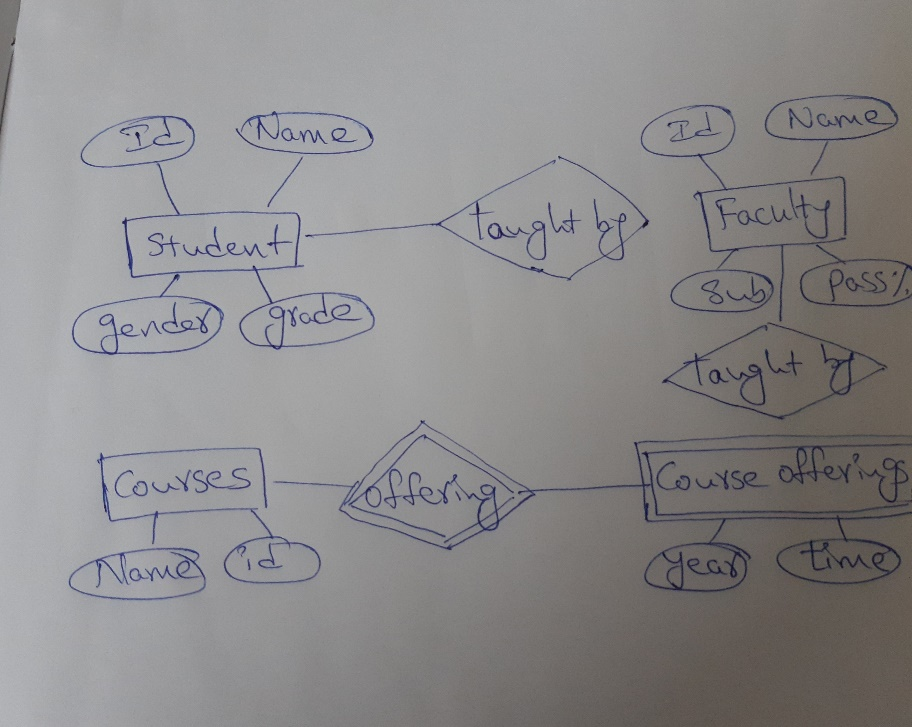 Id Name Id Name
Student taught by Faculty
gender grade Sub Pass%
taught by
Courses offering Course offerings
Name id year time